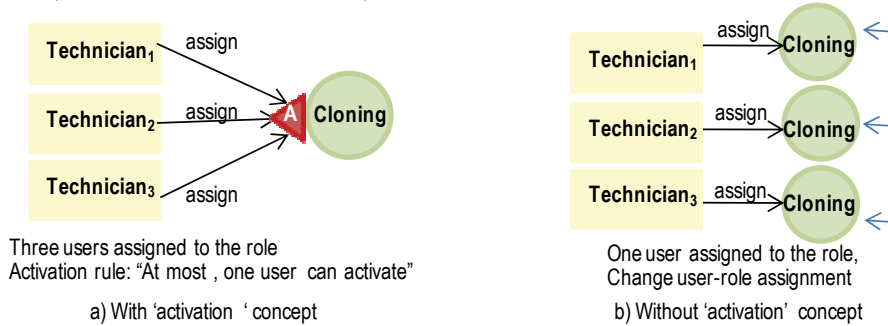 Technician1
assign
Technician2
assign
Technician3
assign
A
Cloning
Three users assigned to the role
Activation rule: “At most , one user can activate”
a) With ‘activation ‘ concept
Technician1
assign
Cloning
Technician2
assign
Cloning
Technician3
assign
Cloning
One user assigned to the role,
Change user-role assignment
b) Without ‘activation’ concept